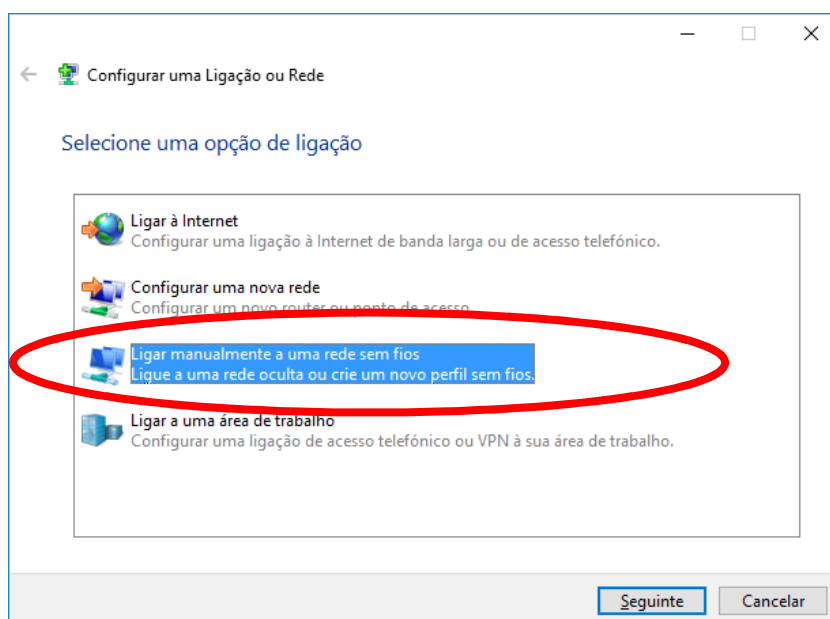 Configurar uma Ligação ou Rede
Selecione uma opção de ligação
Ligar à Internet
Configurar uma ligação à Internet de banda larga ou de acesso telefónico.
Configurar uma nova rede
Configurar um novo router ou ponto de acesso.
Ligar manualmente a uma rede sem fios
Ligue a uma rede oculta ou crie um novo perfil sem fios.
Ligar a uma área de trabalho
Configurar uma ligação de acesso telefónico ou VPN à sua área de trabalho.
Seguinte Cancelar